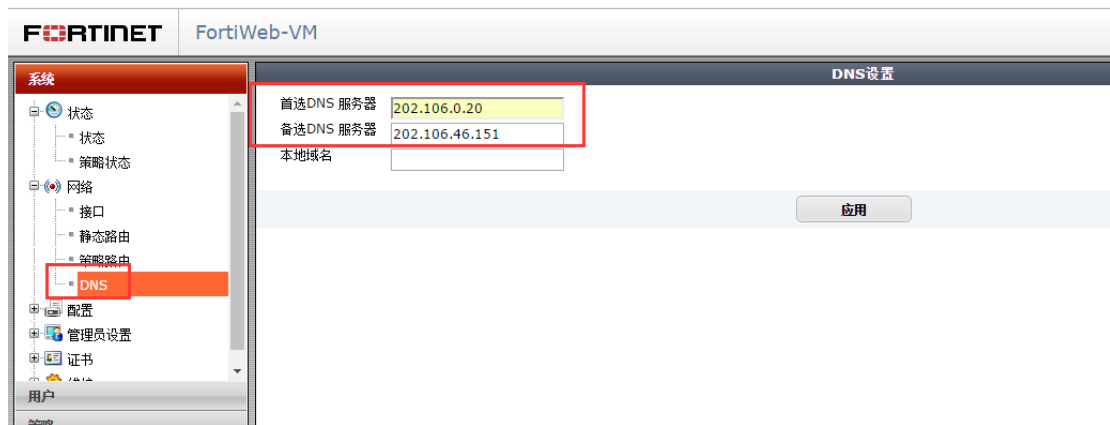 FORTINET FortiWeb-VM
系统
状态
状态
策略状态
网络
接口
静态路由
策略路由
DNS
配置
管理员设置
证书
用户
DNS设置
首选DNS 服务器 202.106.0.20
备选DNS 服务器 202.106.46.151
本地域名
应用